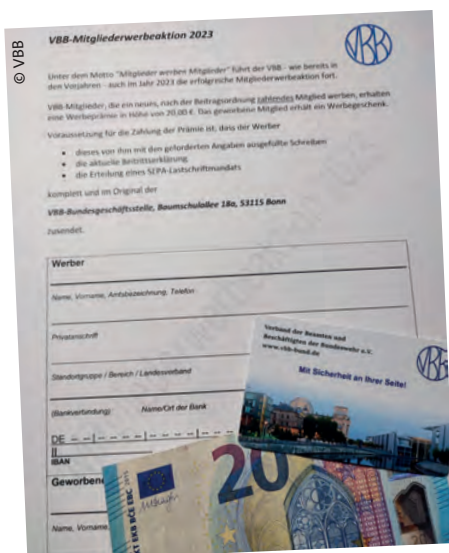 © VBB
VBB-Mitgliederwerbeaktion 2023
VBB
Unter dem Motto "Mitglieder werben Mitglieder" führt der VBB - wie bereits in
den Vorjahren - auch im Jahr 2023 die erfolgreiche Mitgliederwerbeaktion fort.
VBB-Mitglieder, die ein neues, nach der Beitragsordnung zahlendes Mitglied werben, erhalten
eine Werbeprämie in Höhe von 20,00 €. Das geworbene Mitglied erhält ein Werbegeschenk.
Voraussetzung für die Zahlung der Prämie ist, dass der Werber
• dieses von ihm mit den geforderten Angaben ausgefüllte Schreiben
• die aktuelle Beitrittserklärung
• die Erteilung eines SEPA-Lastschriftmandats
komplett und im Original der
VBB-Bundesgeschäftsstelle, Baumschulallee 18a, 53115 Bonn
zusendet.
Werber
Name, Vorname, Amtsbezeichnung, Telefon
Privatanschrift
Standortgruppe / Bereich / Landesverband
(Bankverbindung) Name/Ort der Bank
DE
IBAN
Geworben
Name, Vorname,
Verband der Beamten und
Beschäftigten der Bundeswehr e.V.
www.vbb-bund.de
VBB
Mit Sicherheit an Ihrer Seite!
EKT EKP BCE EBC 2015
20